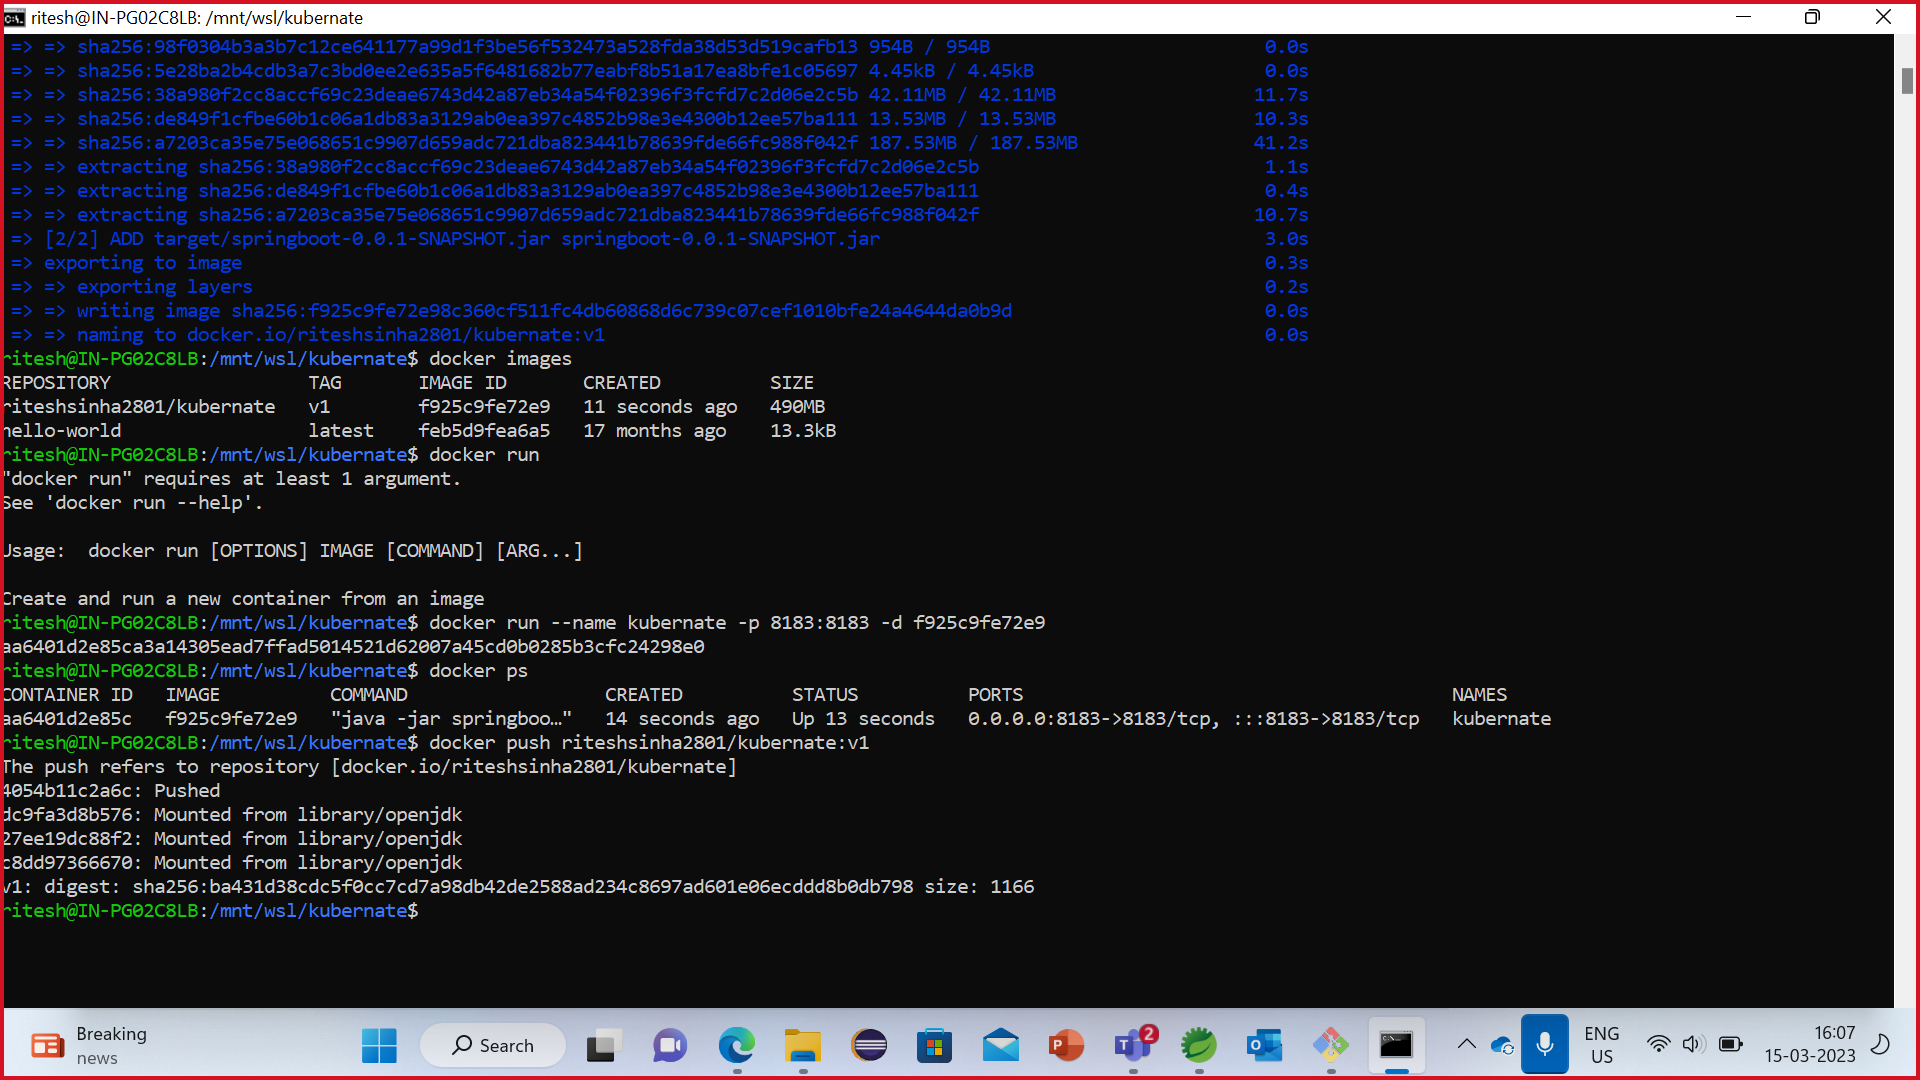 ritesh@IN-PG02C8LB: /mnt/wsl/kubernate
=> => sha256:98f0304b3a3b7c12ce641177a99d1f3be56f532473a528fda38d53d519cafb13 954B / 954B 0.0s
=> => sha256:5e28ba2b4cdb3a7c3bd0ee2e635a5f6481682b77eabf8b51a17ea8bfe1c05697 4.45kB / 4.45kB 0.0s
=> => sha256:38a980f2cc8accf69c23deae6743d42a87eb34a54f02396f3fcfd7c2d06e2c5b 42.11MB / 42.11MB 11.7s
=> => sha256:de849f1cfbe60b1c06a1db83a3129ab0ea397c4852b98e3e4300b12ee57ba111 13.53MB / 13.53MB 10.3s
=> => sha256:a7203ca35e75e068651c9907d659adc721dba823441b78639fde66fc988f042f 187.53MB / 187.53MB 41.2s
=> => extracting sha256:38a980f2cc8accf69c23deae6743d42a87eb34a54f02396f3fcfd7c2d06e2c5b 1.1s
=> => extracting sha256:de849f1cfbe60b1c06a1db83a3129ab0ea397c4852b98e3e4300b12ee57ba111 0.4s
=> => extracting sha256:a7203ca35e75e068651c9907d659adc721dba823441b78639fde66fc988f042f 10.7s
=> [2/2] ADD target/springboot-0.0.1-SNAPSHOT.jar springboot-0.0.1-SNAPSHOT.jar 3.0s
=> exporting to image 0.3s
=> => exporting layers 0.2s
=> => writing image sha256:f925c9fe72e98c360cf511fc4db60868d6c739c07cef1010bfe24a4644da0b9d 0.0s
=> => naming to docker.io/riteshsinha2801/kubernate:v1 0.0s
ritesh@IN-PG02C8LB:/mnt/wsl/kubernate$ docker images
REPOSITORY TAG IMAGE ID CREATED SIZE
riteshsinha2801/kubernate v1 f925c9fe72e9 11 seconds ago 490MB
hello-world latest feb5d9fea6a5 17 months ago 13.3kB
ritesh@IN-PG02C8LB:/mnt/wsl/kubernate$ docker run
"docker run" requires at least 1 argument.
See 'docker run --help'.
Usage:  docker run [OPTIONS] IMAGE [COMMAND] [ARG...]
Create and run a new container from an image
ritesh@IN-PG02C8LB:/mnt/wsl/kubernate$ docker run --name kubernate -p 8183:8183 -d f925c9fe72e9
aa6401d2e85ca3a14305ead7ffad5014521d62007a45cd0b0285b3cfc24298e0
ritesh@IN-PG02C8LB:/mnt/wsl/kubernate$ docker ps
CONTAINER ID IMAGE COMMAND CREATED STATUS PORTS NAMES
aa6401d2e85c f925c9fe72e9 "java -jar springboo…" 14 seconds ago Up 13 seconds 0.0.0.0:8183->8183/tcp, :::8183->8183/tcp kubernate
ritesh@IN-PG02C8LB:/mnt/wsl/kubernate$ docker push riteshsinha2801/kubernate:v1
The push refers to repository [docker.io/riteshsinha2801/kubernate]
4054b11c2a6c: Pushed
dc9fa3d8b576: Mounted from library/openjdk
27ee19dc88f2: Mounted from library/openjdk
c8dd97366670: Mounted from library/openjdk
v1: digest: sha256:ba431d38cdc5f0cc7cd7a98db42de2588ad234c8697ad601e06ecddd8b0db798 size: 1166
ritesh@IN-PG02C8LB:/mnt/wsl/kubernate$
Breaking
news
Search
2
ENG
US
16:07
15-03-2023